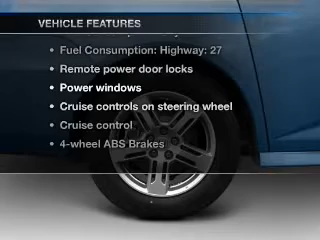 VEHICLE FEATURES
• Fuel Consumption: Highway: 27
• Remote power door locks
• Power windows
• Cruise controls on steering wheel
• Cruise control
• 4-wheel ABS Brakes